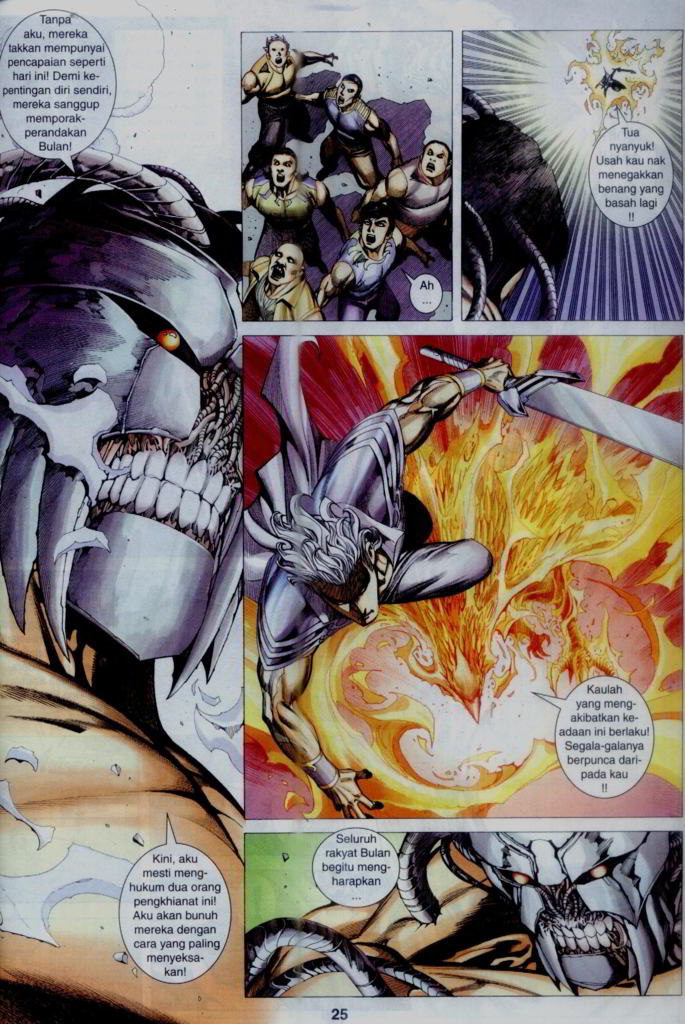 Tanpa
aku, mereka
takkan mempunyai
pencapaian seperti
hari ini! Demi ke-
pentingan diri sendiri,
mereka sanggup
memporak-
perandakan
Bulan!
Kini, aku
mesti meng-
hukum dua orang
pengkhianat ini!
Aku akan bunuh
mereka dengan
cara yang paling
menyeksa-
kan!
Ah
...
Tua
nyanyuk!
Usah kau nak
menegakkan
benang yang
basah lagi
!!
Kaulah
yang meng-
akibatkan ke-
adaan ini berlaku!
Segala-galanya
berpunca dari-
pada kau
!!
Seluruh
rakyat Bulan
begitu meng-
harapkan
...
25